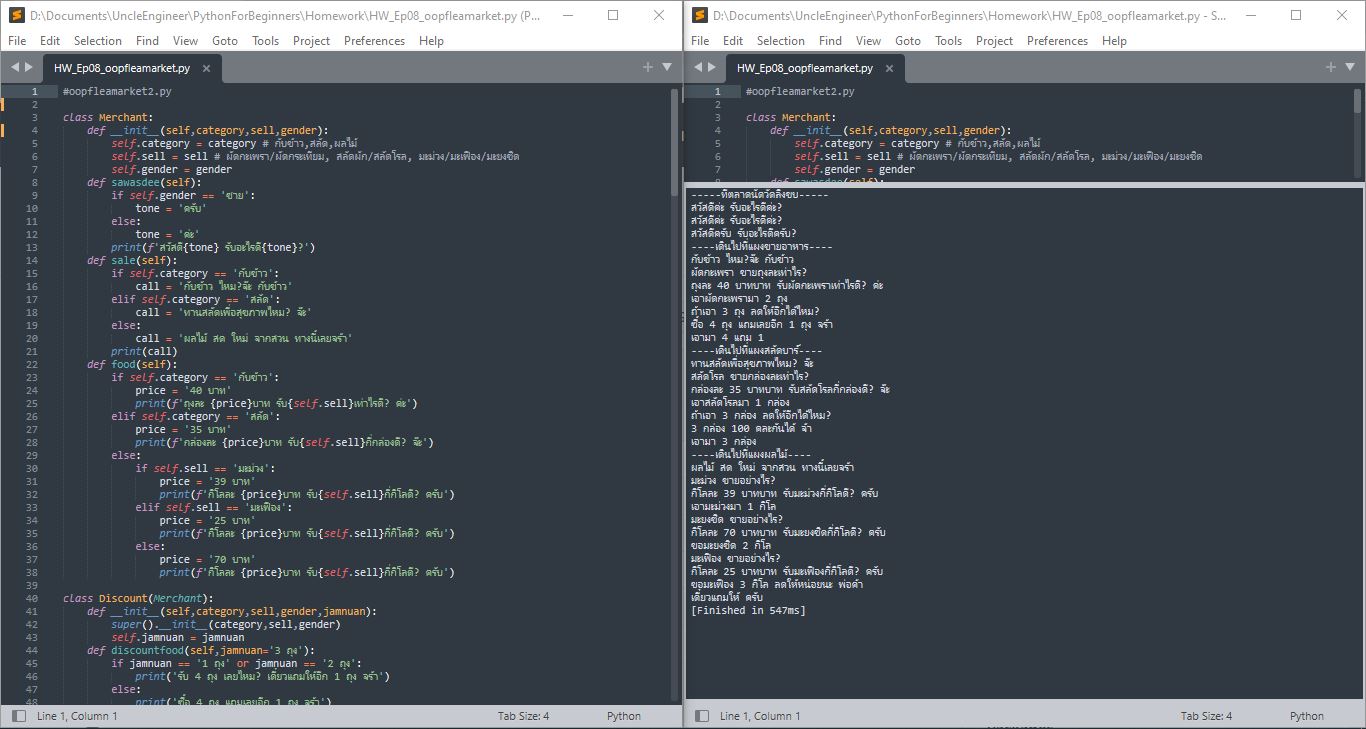 D:\Documents\UncleEngineer\PythonForBeginners\Homework\HW_Ep08_oopfleamarket.py (P...
File Edit Selection Find View Goto Tools Project Preferences Help
HW_Ep08_oopfleamarket.py
1 #oopfleamarket2.py
2
3 class Merchant:
4 def __init__(self,category,sell,gender):
5 self.category = category # กับข้าว,สลัด,ผลไม้
6 self.sell = sell # ผัดกะเพรา/ผัดกระเทียม, สลัดผัก/สลัดโรล, มะม่วง/มะเฟือง/มะยงชิด
7 self.gender = gender
8 def sawasdee(self):
9 if self.gender == 'ชาย':
10 tone = 'ครับ'
11 else:
12 tone = 'ค่ะ'
13 print(f'สวัสดี{tone} รับอะไรดี{tone}?')
14 def sale(self):
15 if self.category == 'กับข้าว':
16 call = 'กับข้าว ไหม?จ๊ะ กับข้าว'
17 elif self.category == 'สลัด':
18 call = 'ทานสลัดเพื่อสุขภาพไหม? จ๊ะ'
19 else:
20 call = 'ผลไม้ สด ใหม่ จากสวน ทางนี้เลยจร้า'
21 print(call)
22 def food(self):
23 if self.category == 'กับข้าว':
24 price = '40 บาท'
25 print(f'ถุงละ {price}บาท รับ{self.sell}เท่าไรดี? ค่ะ')
26 elif self.category == 'สลัด':
27 price = '35 บาท'
28 print(f'กล่องละ {price}บาท รับ{self.sell}กี่กล่องดี? จ๊ะ')
29 else:
30 if self.sell == 'มะม่วง':
31 price = '39 บาท'
32 print(f'กิโลละ {price}บาท รับ{self.sell}กี่กิโลดี? ครับ')
33 elif self.sell == 'มะเฟือง':
34 price = '25 บาท'
35 print(f'กิโลละ {price}บาท รับ{self.sell}กี่กิโลดี? ครับ')
36 else:
37 price = '70 บาท'
38 print(f'กิโลละ {price}บาท รับ{self.sell}กี่กิโลดี? ครับ')
39
40 class Discount(Merchant):
41 def __init__(self,category,sell,gender,jamnuan):
42 super().__init__(category,sell,gender)
43 self.jamnuan = jamnuan
44 def discountfood(self,jamnuan='3 ถุง'):
45 if jamnuan == '1 ถุง' or jamnuan == '2 ถุง':
46 print('รับ 4 ถุง เลยไหม? เดี๋ยวแถมให้อีก 1 ถุง จร้า')
47 else:
48 print('ซื้อ 4 ถุง แถมเลยอีก 1 ถุง จร้า')
Line 1, Column 1 Tab Size: 4 Python
D:\Documents\UncleEngineer\PythonForBeginners\Homework\HW_Ep08_oopfleamarket.py - S...
File Edit Selection Find View Goto Tools Project Preferences Help
HW_Ep08_oopfleamarket.py
1 #oopfleamarket2.py
2
3 class Merchant:
4 def __init__(self,category,sell,gender):
5 self.category = category # กับข้าว,สลัด,ผลไม้
6 self.sell = sell # ผัดกะเพรา/ผัดกระเทียม, สลัดผัก/สลัดโรล, มะม่วง/มะเฟือง/มะยงชิด
7 self.gender = gender
8 def sawasdee(self):
-----ที่ตลาดนัดวัดลิงขบ-----
สวัสดีค่ะ รับอะไรดีค่ะ?
สวัสดีค่ะ รับอะไรดีค่ะ?
สวัสดีครับ รับอะไรดีครับ?
----เดินไปที่แผงขายอาหาร----
กับข้าว ไหม?จ๊ะ กับข้าว
ผัดกะเพรา ขายถุงละเท่าไร?
ถุงละ 40 บาทบาท รับผัดกะเพราเท่าไรดี? ค่ะ
เอาผัดกะเพรามา 2 ถุง
ถ้าเอา 3 ถุง ลดให้อีกได้ไหม?
ซื้อ 4 ถุง แถมเลยอีก 1 ถุง จร้า
เอามา 4 แถม 1
----เดินไปที่แผงสลัดบาร์----
ทานสลัดเพื่อสุขภาพไหม? จ๊ะ
สลัดโรล ขายกล่องละเท่าไร?
กล่องละ 35 บาทบาท รับสลัดโรลกี่กล่องดี? จ๊ะ
เอาสลัดโรลมา 1 กล่อง
ถ้าเอา 3 กล่อง ลดให้อีกได้ไหม?
3 กล่อง 100 คละกันได้ จ้า
เอามา 3 กล่อง
----เดินไปที่แผงผลไม้----
ผลไม้ สด ใหม่ จากสวน ทางนี้เลยจร้า
มะม่วง ขายอย่างไร?
กิโลละ 39 บาทบาท รับมะม่วงกี่กิโลดี? ครับ
เอามะม่วงมา 1 กิโล
มะยงชิด ขายอย่างไร?
กิโลละ 70 บาทบาท รับมะยงชิดกี่กิโลดี? ครับ
ขอมะยงชิด 2 กิโล
มะเฟือง ขายอย่างไร?
กิโลละ 25 บาทบาท รับมะเฟืองกี่กิโลดี? ครับ
ขอมะเฟือง 3 กิโล ลดให้หน่อยนะ พ่อค้า
เดี๋ยวแถมให้ ครับ
[Finished in 547ms]
Line 1, Column 1 Tab Size: 4 Python